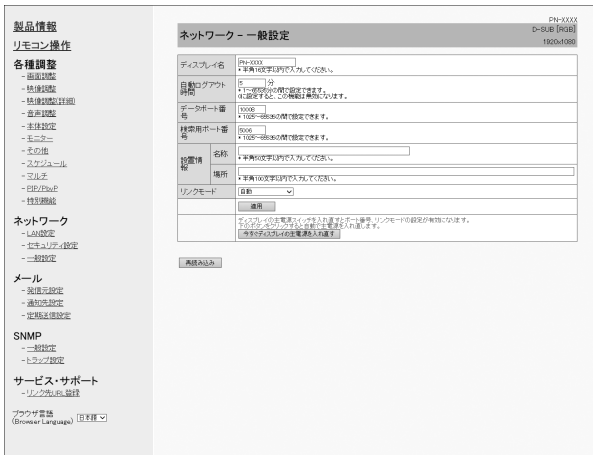 PN-XXXX
D-SUB [RGB]
1920x1080
製品情報
リモコン操作
各種調整
- 画面調整
- 映像調整
- 映像調整(詳細)
- 音声調整
- 本体設定
- モニター
- その他
- スケジュール
- マルチ
- PIP/PbyP
- 特別機能
ネットワーク
- LAN設定
- セキュリティ設定
- 一般設定
メール
- 発信元設定
- 通知先設定
- 定期送信設定
SNMP
- 一般設定
- トラップ設定
サービス・サポート
- リンク先URL登録
ブラウザ言語
(Browser Language) 日本語
ネットワーク - 一般設定
ディスプレイ名 PN-XXXX
* 半角16文字以内で入力してください。
自動ログアウト時間 5 分
* 1~65535分の間で設定できます。
0に設定すると、この機能は無効になります。
データポート番号 10008
* 1025~65536の間で設定できます。
検索用ポート番号 5006
* 1025~65536の間で設定できます。
設置情報 名称
* 半角50文字以内で入力してください。
場所
* 半角100文字以内で入力してください。
リンクモード 自動
適用
ディスプレイの主電源スイッチを入れ直すとポート番号、リンクモードの設定が有効になります。
下のボタンをクリックすると自動で主電源を入れ直します。
今すぐディスプレイの主電源を入れ直す
再読み込み